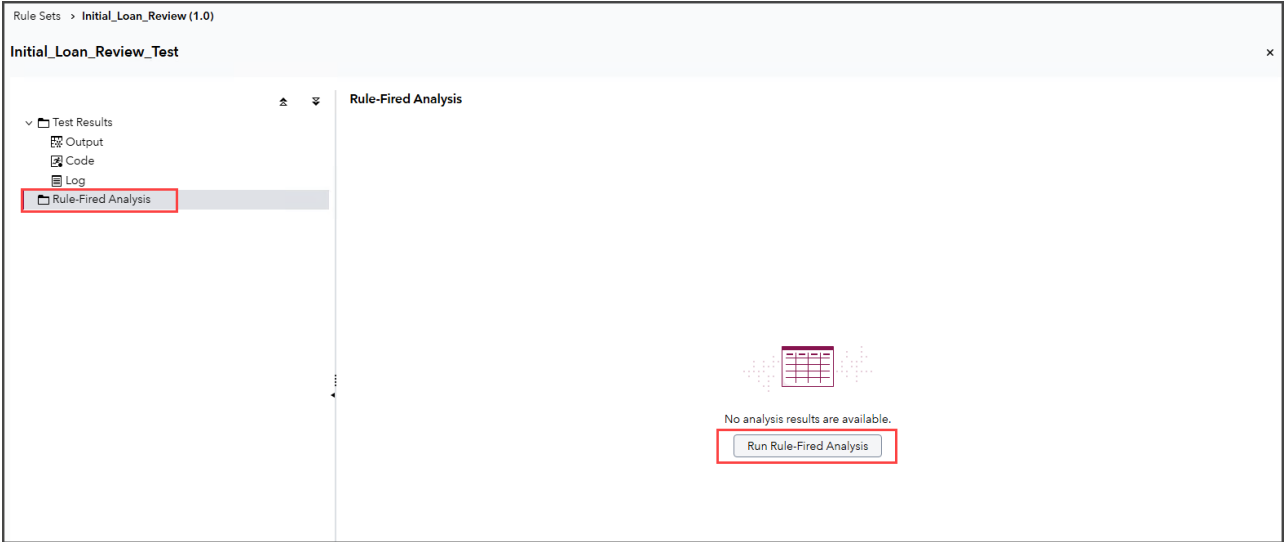 Rule Sets > Initial_Loan_Review (1.0)
Initial_Loan_Review_Test
Rule-Fired Analysis
Test Results
Output
Code
Log
Rule-Fired Analysis
No analysis results are available.
Run Rule-Fired Analysis